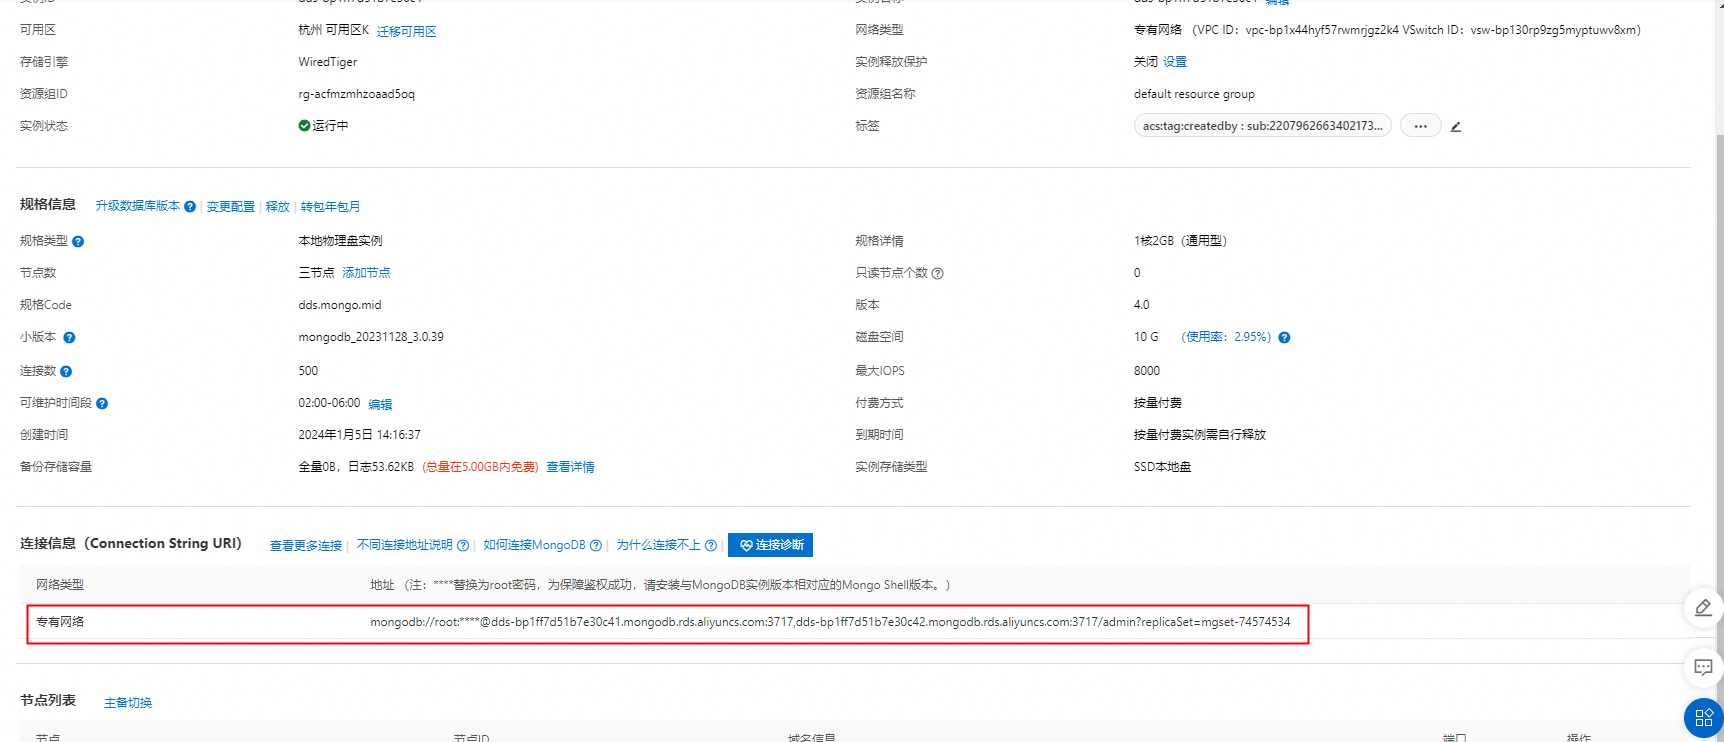 可用区 杭州 可用区K 迁移可用区 网络类型 专有网络 （VPC ID：vpc-bp1x44hyf57rwmrjgz2k4 VSwitch ID：vsw-bp130rp9zg5myptuwv8xm）
存储引擎 WiredTiger 实例释放保护 关闭 设置
资源组ID rg-acfmzmhzoaad5oq 资源组名称 default resource group
实例状态 运行中 标签 acs:tag:createdby : sub:2207962663402173... ...
规格信息 升级数据库版本 | 变更配置 | 释放 | 转包年包月
规格类型 本地物理盘实例 规格详情 1核2GB（通用型）
节点数 三节点 添加节点 只读节点个数 0
规格Code dds.mongo.mid 版本 4.0
小版本 mongodb_20231128_3.0.39 磁盘空间 10 G （使用率：2.95%）
连接数 500 最大IOPS 8000
可维护时间段 02:00-06:00 编辑 付费方式 按量付费
创建时间 2024年1月5日 14:16:37 到期时间 按量付费实例需自行释放
备份存储容量 全量0B，日志53.62KB （总量在5.00GB内免费） 查看详情 实例存储类型 SSD本地盘
连接信息（Connection String URI） 查看更多连接 | 不同连接地址说明 | 如何连接MongoDB | 为什么连接不上 | 连接诊断
网络类型 地址 （注：****替换为root密码，为保障鉴权成功，请安装与MongoDB实例版本相对应的Mongo Shell版本。）
专有网络 mongodb://root:****@dds-bp1ff7d51b7e30c41.mongodb.rds.aliyuncs.com:3717,dds-bp1ff7d51b7e30c42.mongodb.rds.aliyuncs.com:3717/admin?replicaSet=mgset-74574534
节点列表 主备切换
节点 节点ID 域名信息 端口 操作